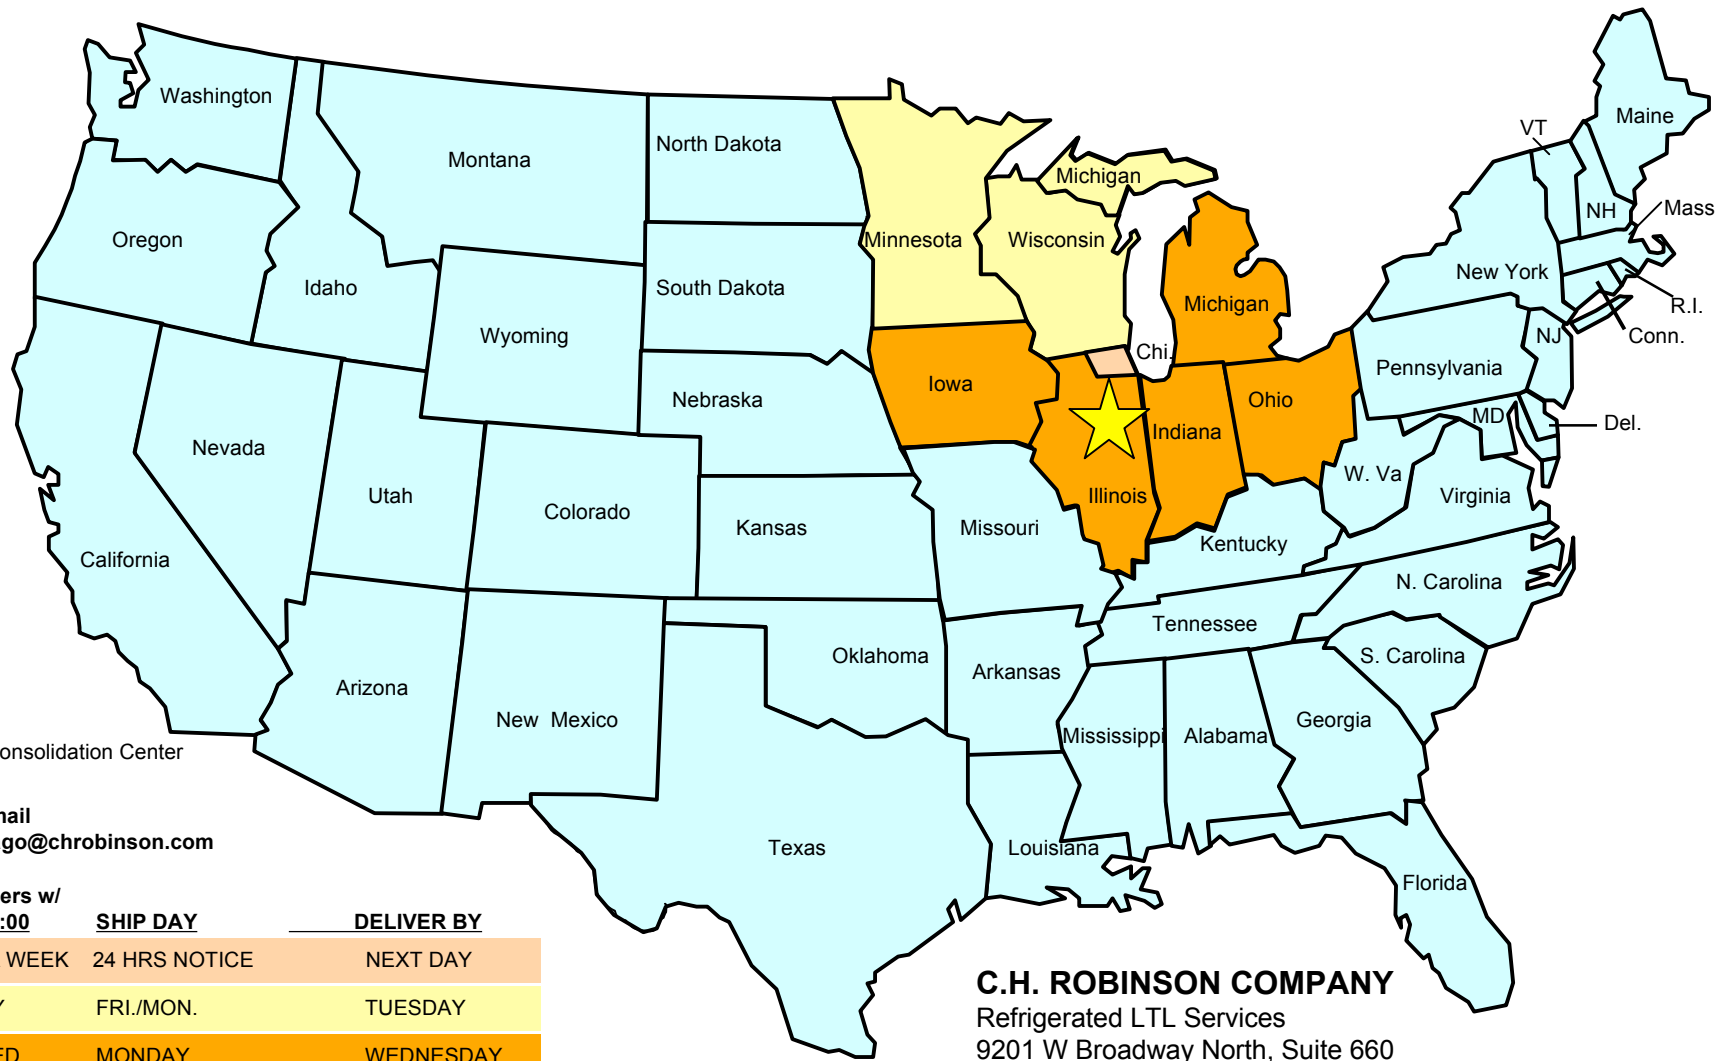 Washington
Montana
North Dakota
Michigan
VT
Maine
NH
Mass
Oregon
Idaho
South Dakota
Minnesota
Wisconsin
New York
R.I.
Wyoming
Michigan
Conn.
NJ
Chi.
Iowa
Ohio
Pennsylvania
Nebraska
Indiana
MD
Del.
Nevada
Utah
Colorado
Kansas
Missouri
Illinois
W. Va
Virginia
Kentucky
California
N. Carolina
Tennessee
S. Carolina
Oklahoma
Arkansas
Arizona
New Mexico
Mississippi
Alabama
Georgia
Texas
Louisiana
Florida
onsolidation Center
ail
go@chrobinson.com
ers w/
:00 SHIP DAY DELIVER BY
WEEK 24 HRS NOTICE NEXT DAY
Y FRI./MON. TUESDAY
ED MONDAY WEDNESDAY
C.H. ROBINSON COMPANY
Refrigerated LTL Services
9201 W Broadway North, Suite 660